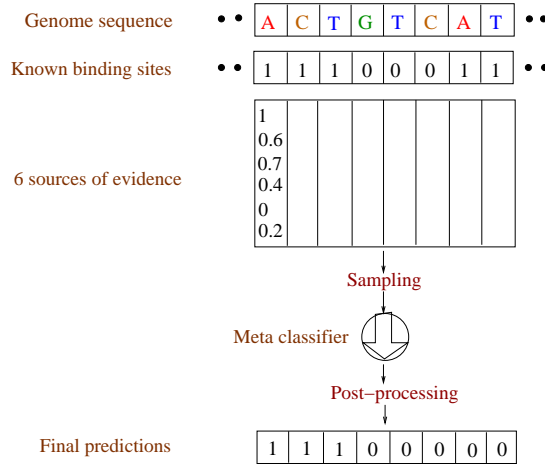 Genome sequence •• A C T G T C A T ••
Known binding sites •• 1 1 1 0 0 0 1 1 ••
1
0.6
0.7
6 sources of evidence
0.4
0
0.2
Sampling
Meta classifier
Post−processing
Final predictions 1 1 1 0 0 0 0 0